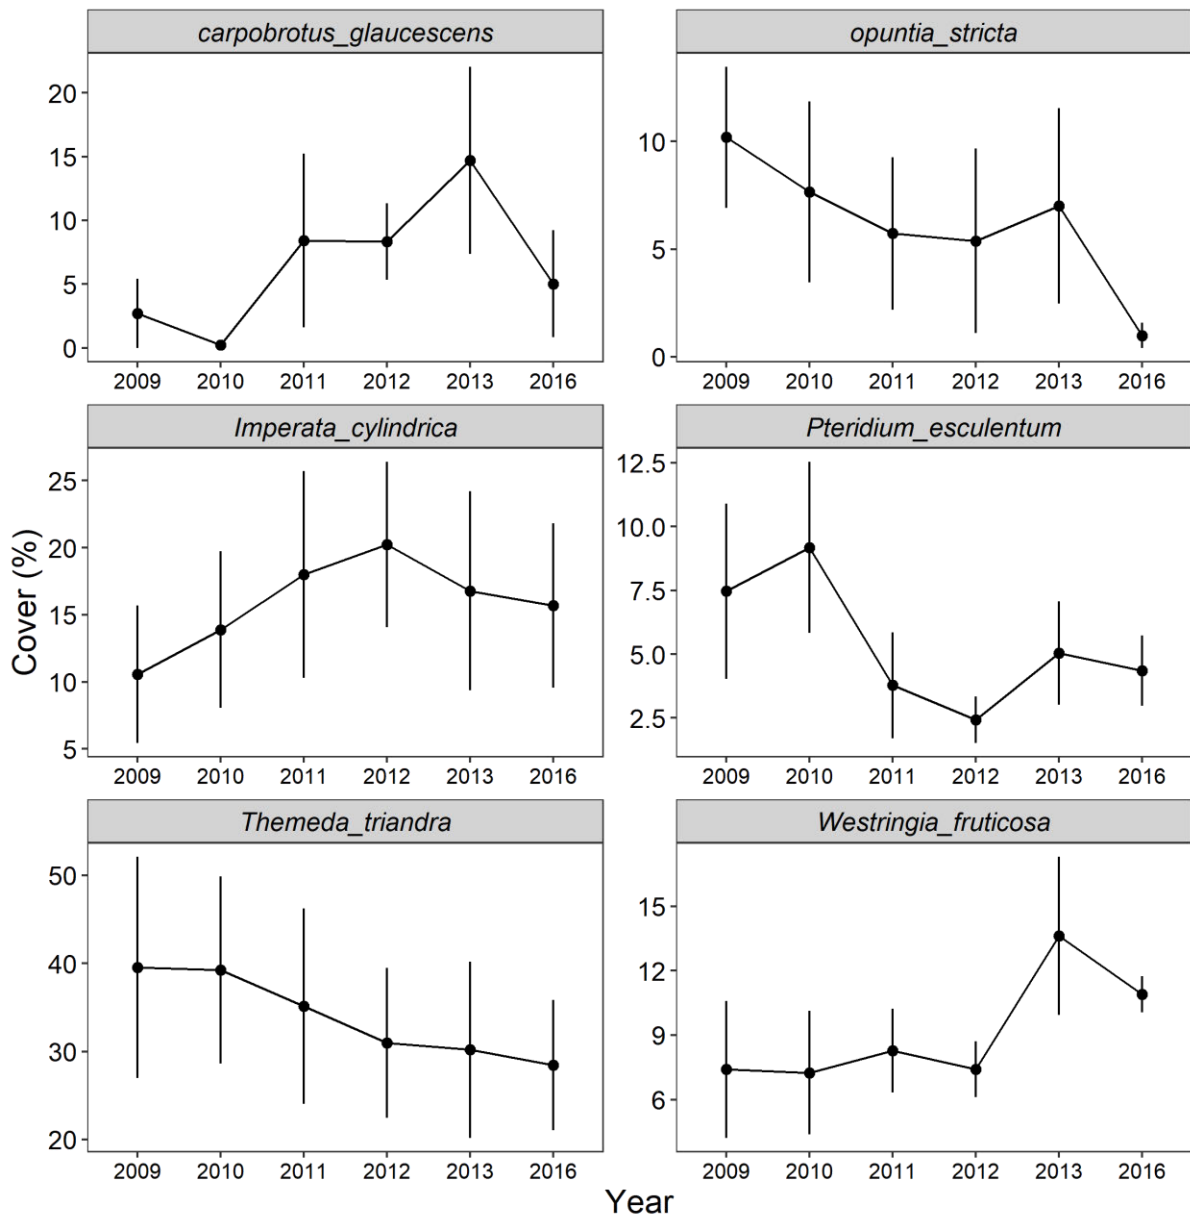 carpobrotus_glaucescens
opuntia_stricta
20
15
10
5
0
10
5
0
2009 2010 2011 2012 2013 2016
2009 2010 2011 2012 2013 2016
Imperata_cylindrica
Pteridium_esculentum
25
20
15
10
5
12.5
10.0
7.5
5.0
2.5
Cover (%)
2009 2010 2011 2012 2013 2016
2009 2010 2011 2012 2013 2016
Themeda_triandra
Westringia_fruticosa
50
40
30
20
15
12
9
6
2009 2010 2011 2012 2013 2016
2009 2010 2011 2012 2013 2016
Year